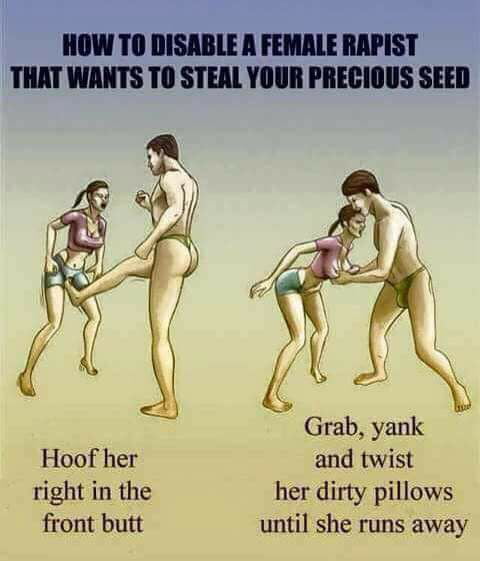 HOW TO DISABLE A FEMALE RAPIST
THAT WANTS TO STEAL YOUR PRECIOUS SEED
Hoof her
right in the
front butt
Grab, yank
and twist
her dirty pillows
until she runs away